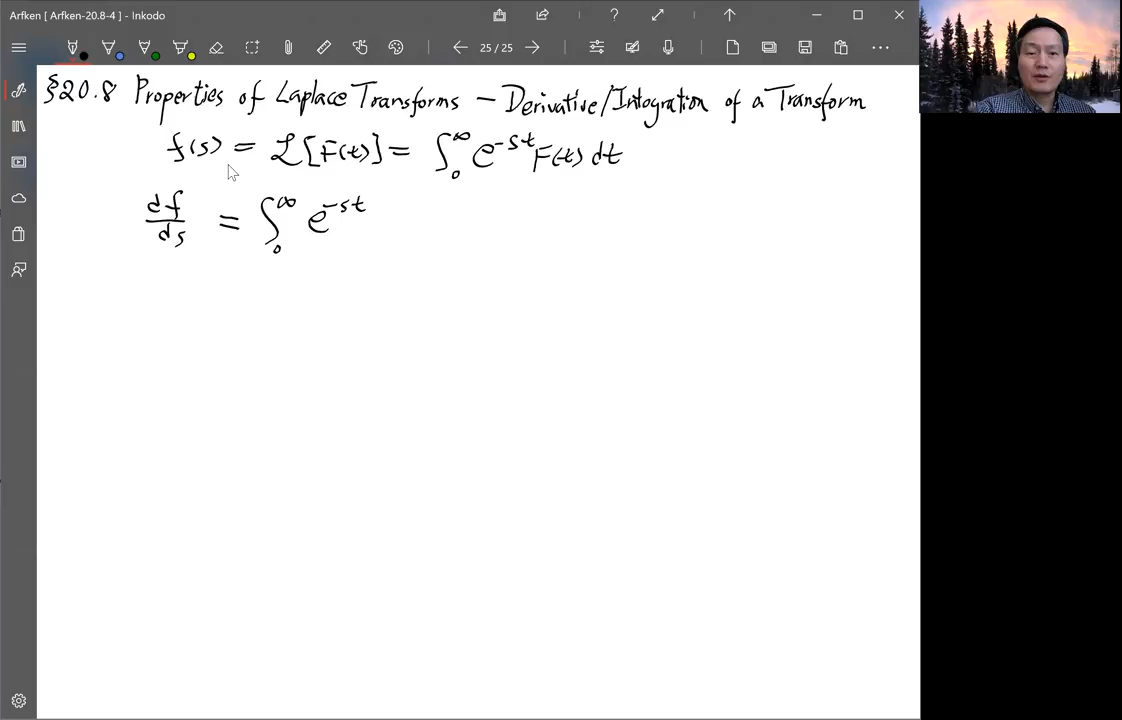 Arfken [ Arfken-20.8-4 ] - Inkodo
25 / 25
§20.8 Properties of Laplace Transforms – Derivative/Integration of a Transform
f(s) = ℒ[F(t)] = ∫₀^∞ e^{-st} F(t) dt
df/ds = ∫₀^∞ e^{-st}